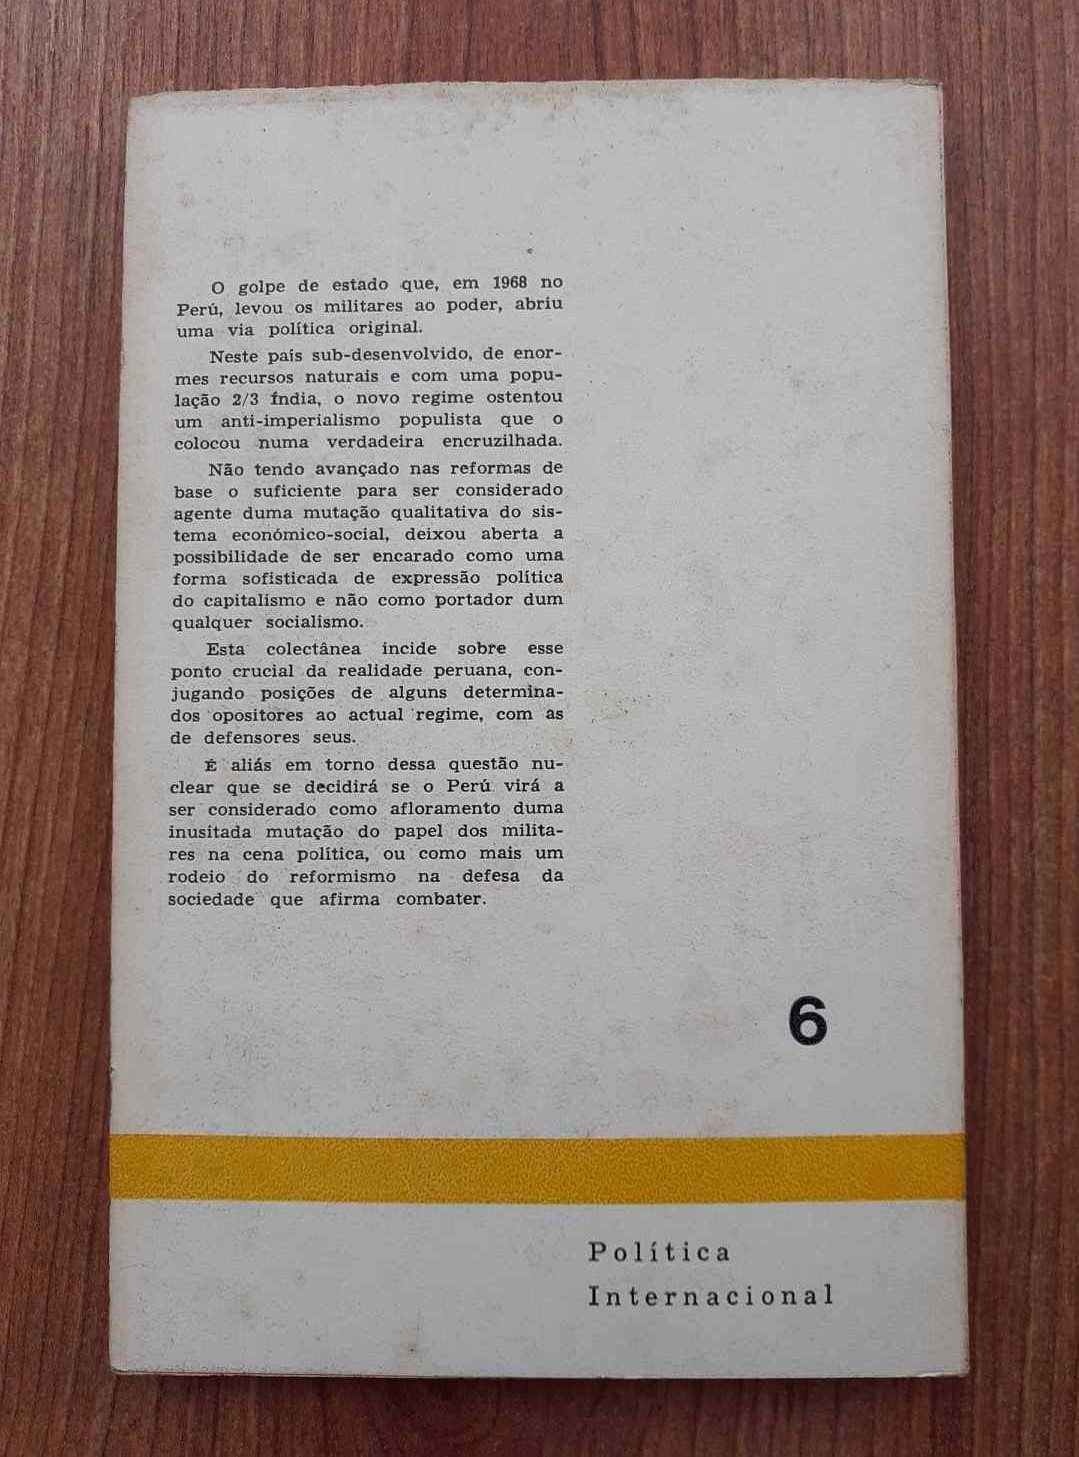 O golpe de estado que, em 1968 no
Perú, levou os militares ao poder, abriu
uma via política original.
Neste país sub-desenvolvido, de enor-
mes recursos naturais e com uma popu-
lação 2/3 índia, o novo regime ostentou
um anti-imperialismo populista que o
colocou numa verdadeira encruzilhada.
Não tendo avançado nas reformas de
base o suficiente para ser considerado
agente duma mutação qualitativa do sis-
tema económico-social, deixou aberta a
possibilidade de ser encarado como uma
forma sofisticada de expressão política
do capitalismo e não como portador dum
qualquer socialismo.
Esta colectânea incide sobre esse
ponto crucial da realidade peruana, con-
jugando posições de alguns determina-
dos opositores ao actual regime, com as
de defensores seus.
É aliás em torno dessa questão nu-
clear que se decidirá se o Perú virá a
ser considerado como afloramento duma
inusitada mutação do papel dos milita-
res na cena política, ou como mais um
rodeio do reformismo na defesa da
sociedade que afirma combater.
6
Política
Internacional